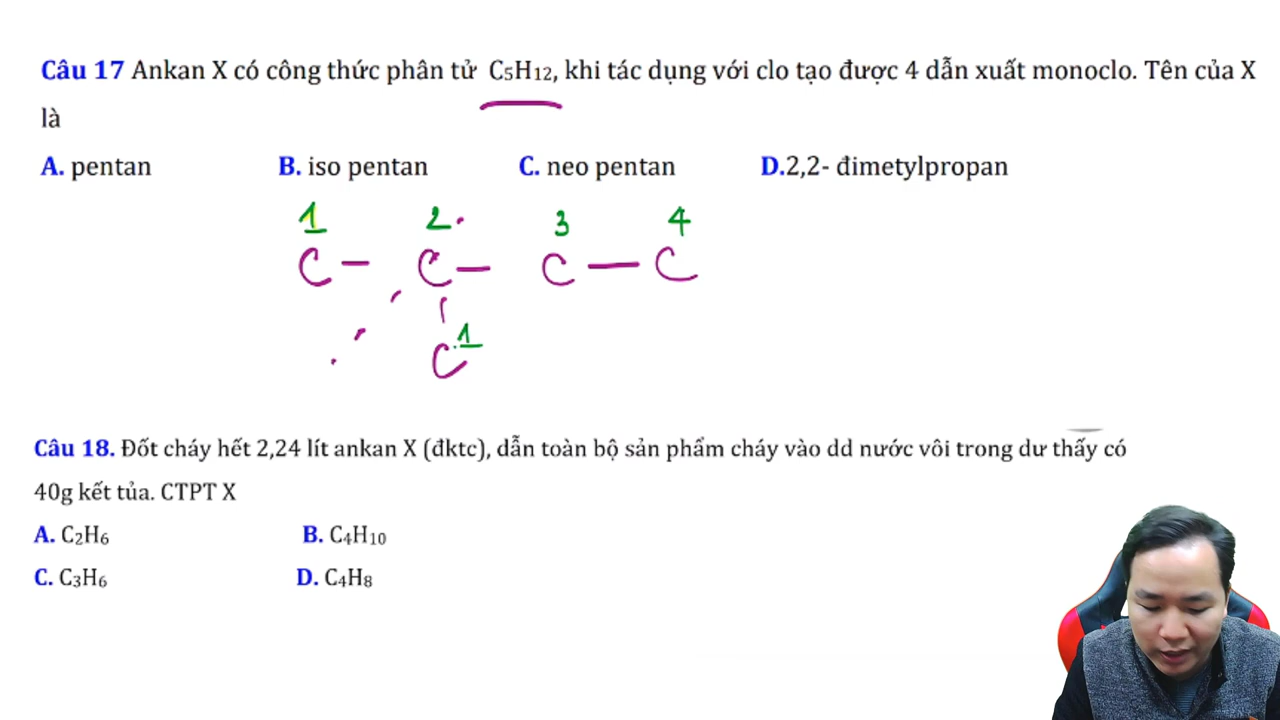 Câu 17 Ankan X có công thức phân tử C₅H₁₂, khi tác dụng với clo tạo được 4 dẫn xuất monoclo. Tên của X
là
A. pentan B. iso pentan C. neo pentan D.2,2- đimetylpropan
1 2 3 4
C - C - C - C
1
C
Câu 18. Đốt cháy hết 2,24 lít ankan X (đktc), dẫn toàn bộ sản phẩm cháy vào dd nước vôi trong dư thấy có
40g kết tủa. CTPT X
A. C₂H₆ B. C₄H₁₀
C. C₃H₆ D. C₄H₈